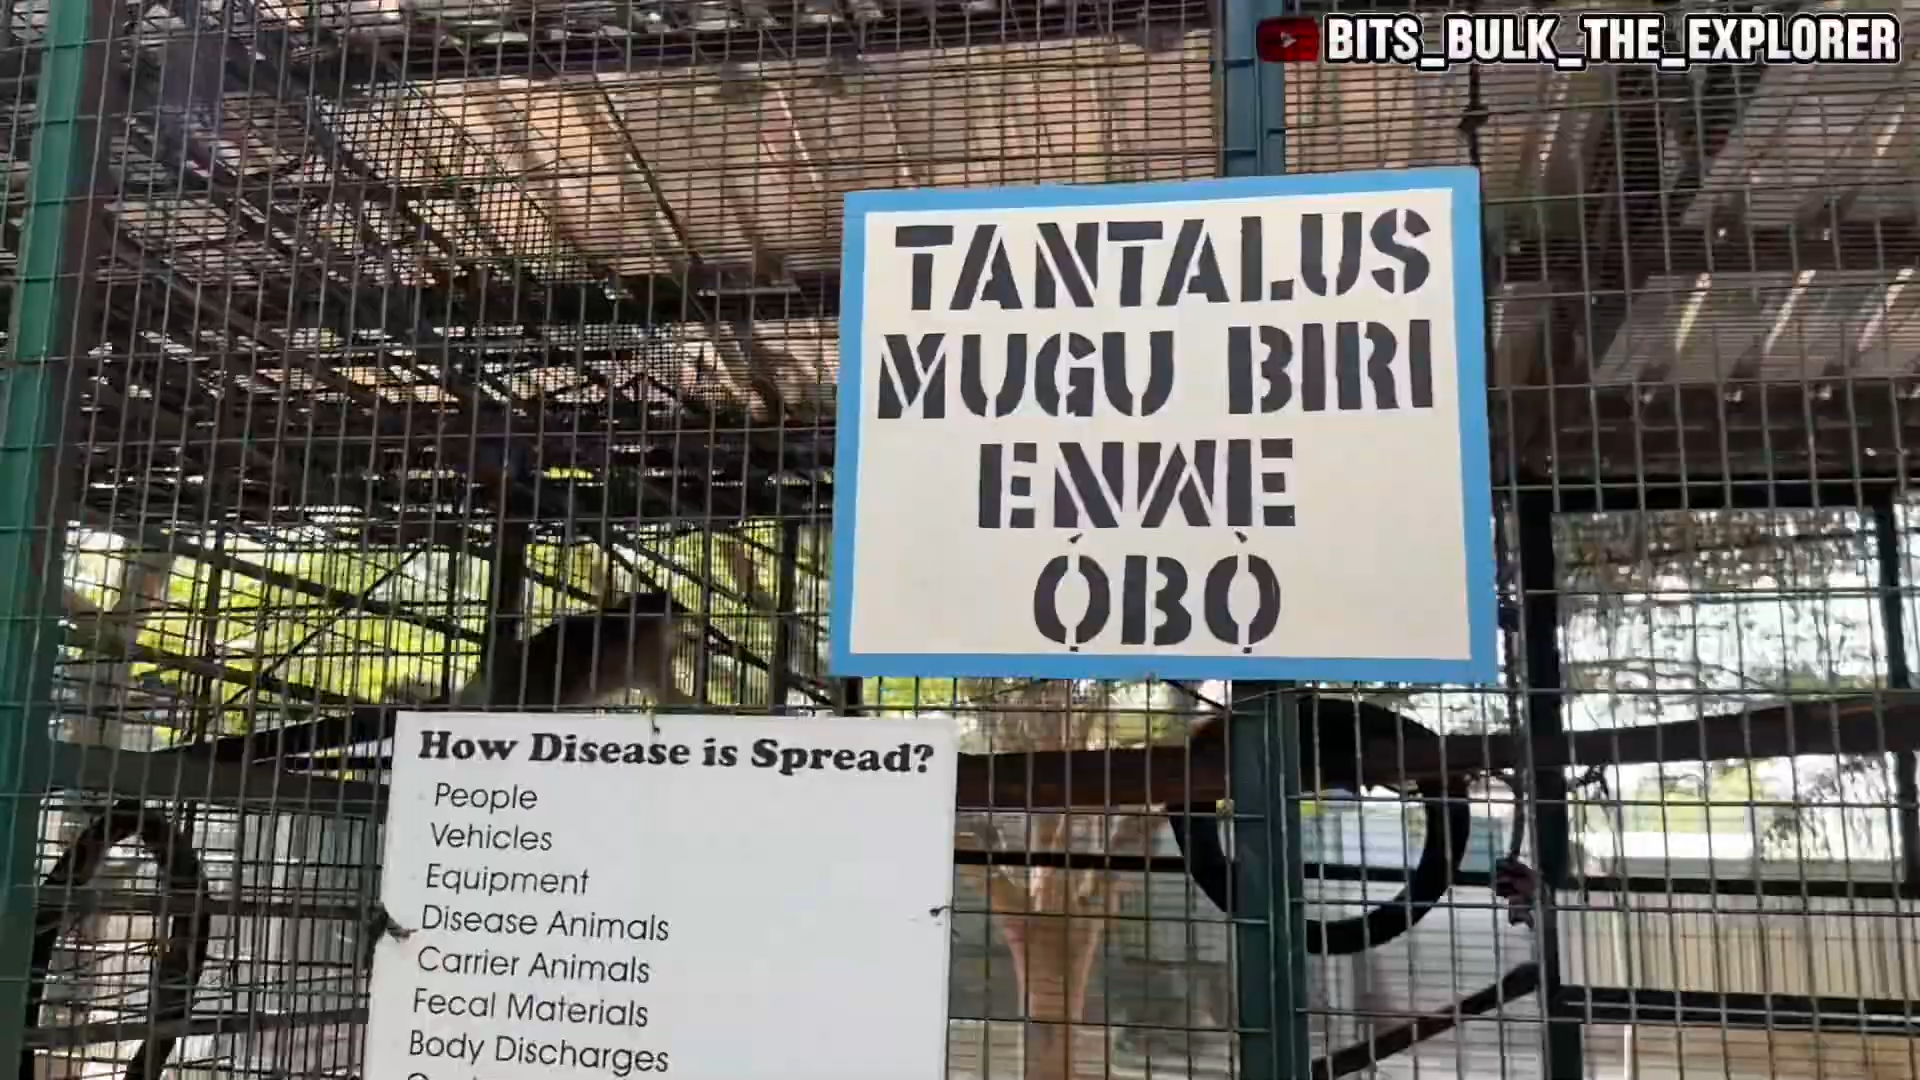 BITS_BULK_THE_EXPLORER
TANTALUS
MUGU BIRI
ENWE
Ọ́BỌ̀
How Disease is Spread?
People
Vehicles
Equipment
Disease Animals
Carrier Animals
Fecal Materials
Body Discharges